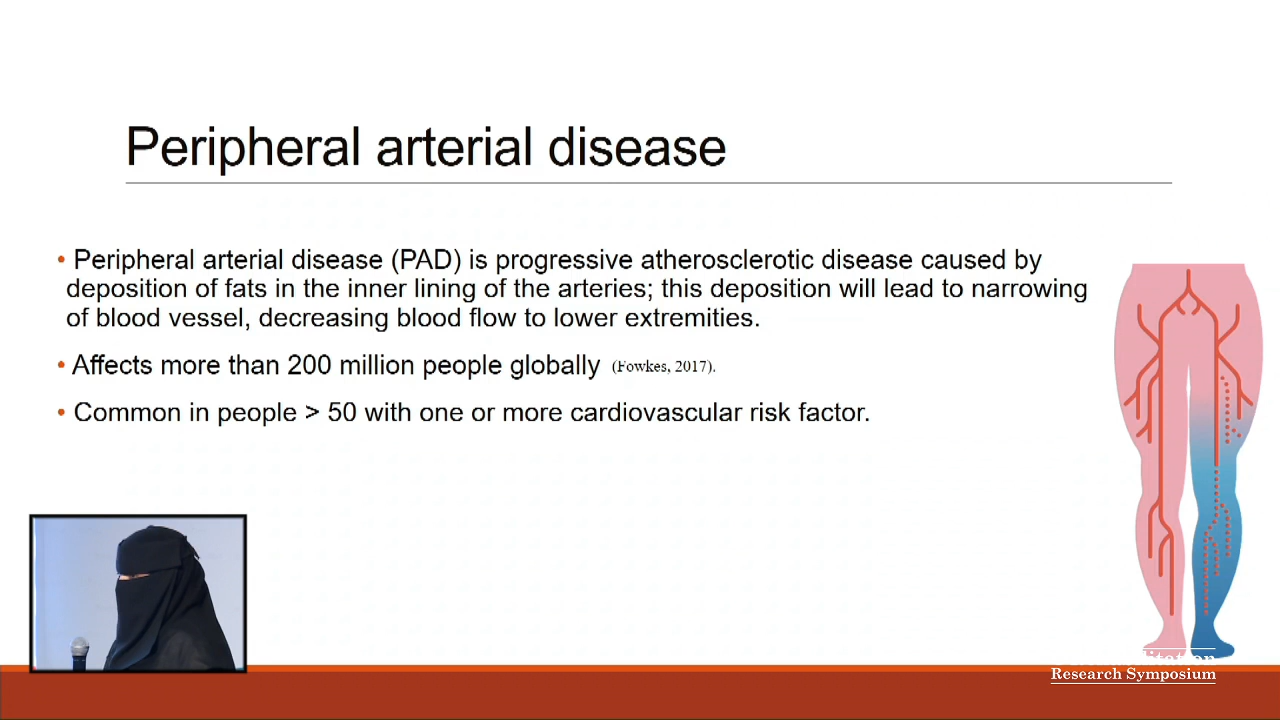 Peripheral arterial disease
• Peripheral arterial disease (PAD) is progressive atherosclerotic disease caused by
deposition of fats in the inner lining of the arteries; this deposition will lead to narrowing
of blood vessel, decreasing blood flow to lower extremities.
• Affects more than 200 million people globally (Fowkes, 2017).
• Common in people > 50 with one or more cardiovascular risk factor.
Research Symposium